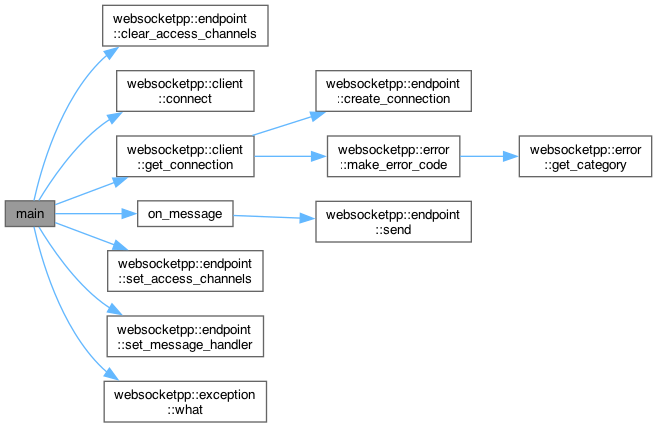 websocketpp::endpoint
::clear_access_channels
websocketpp::client
::connect
websocketpp::endpoint
::create_connection
websocketpp::client
::get_connection
websocketpp::error
::make_error_code
websocketpp::error
::get_category
main
on_message
websocketpp::endpoint
::send
websocketpp::endpoint
::set_access_channels
websocketpp::endpoint
::set_message_handler
websocketpp::exception
::what